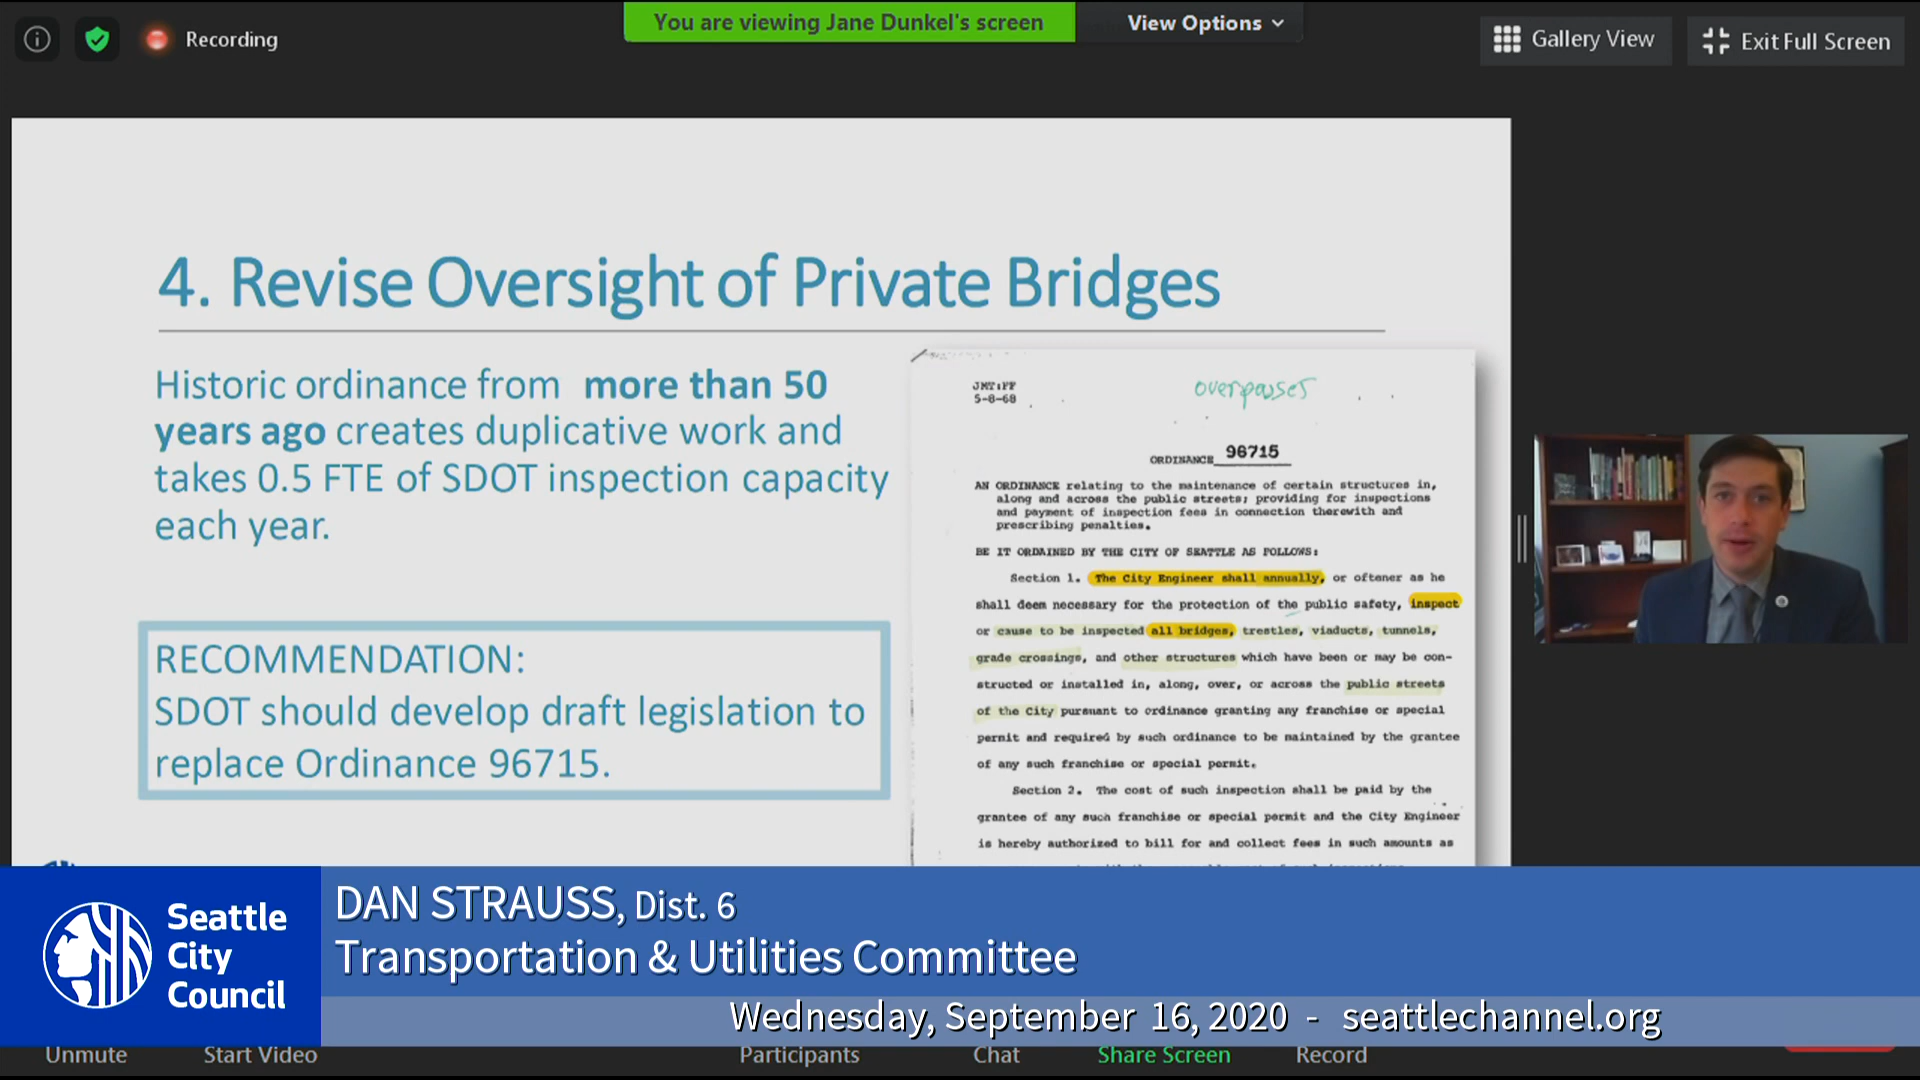 Recording
You are viewing Jane Dunkel's screen
View Options
Gallery View
Exit Full Screen
4. Revise Oversight of Private Bridges
Historic ordinance from more than 50
years ago creates duplicative work and
takes 0.5 FTE of SDOT inspection capacity
each year.
RECOMMENDATION:
SDOT should develop draft legislation to
replace Ordinance 96715.
JMT:FF
5-8-68
overpasses
ORDINANCE 96715
AN ORDINANCE relating to the maintenance of certain structures in,
along and across the public streets; providing for inspections
and payment of inspection fees in connection therewith and
prescribing penalties.
BE IT ORDAINED BY THE CITY OF SEATTLE AS FOLLOWS:
Section 1. The City Engineer shall annually, or oftener as he
shall deem necessary for the protection of the public safety, inspect
or cause to be inspected all bridges, trestles, viaducts, tunnels,
grade crossings, and other structures which have been or may be con-
structed or installed in, along, over, or across the public streets
of the City pursuant to ordinance granting any franchise or special
permit and required by such ordinance to be maintained by the grantee
of any such franchise or special permit.
Section 2. The cost of such inspection shall be paid by the
grantee of any such franchise or special permit and the City Engineer
is hereby authorized to bill for and collect fees in such amounts as
Seattle
City
Council
DAN STRAUSS, Dist. 6
Transportation & Utilities Committee
Wednesday, September 16, 2020 - seattlechannel.org
Unmute
Start Video
Participants
Chat
Share Screen
Record